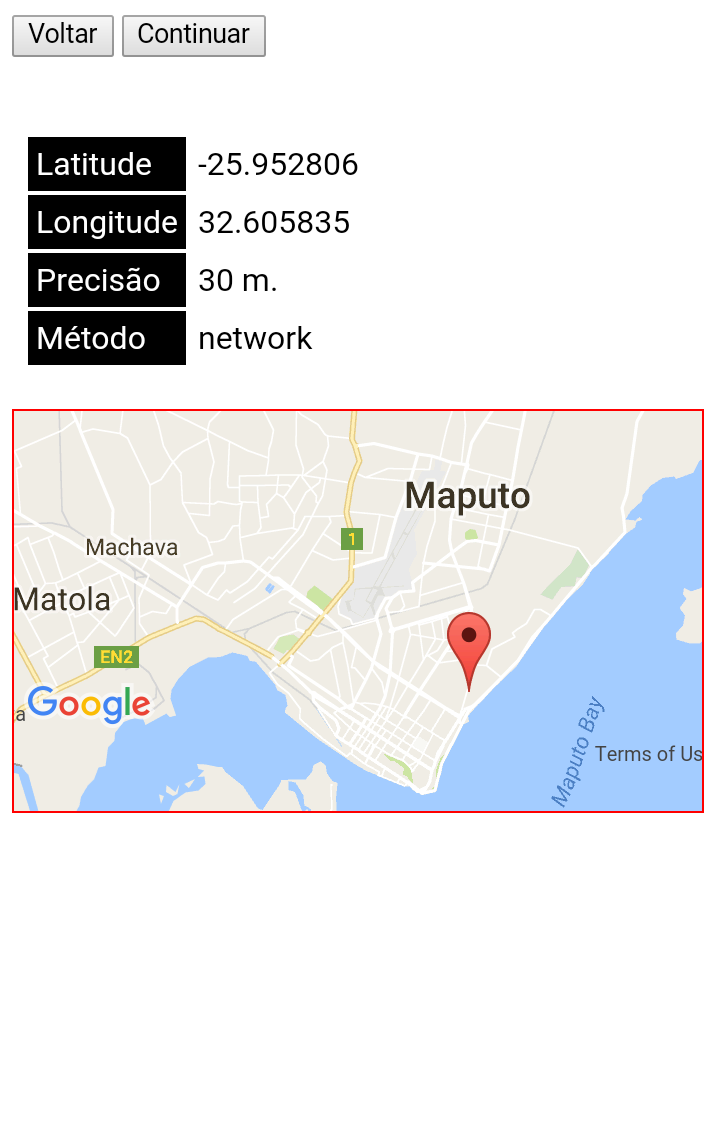 Voltar Continuar
Latitude -25.952806
Longitude 32.605835
Precisão 30 m.
Método network
Maputo
1
Machava
Matola
EN2
a Google
Maputo Bay
Terms of Us